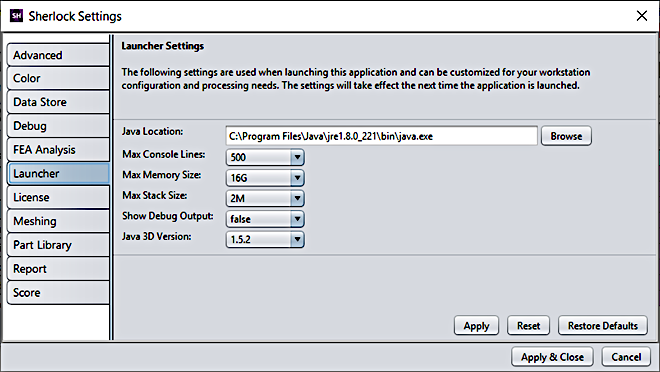 SH Sherlock Settings
Advanced
Color
Data Store
Debug
FEA Analysis
Launcher
License
Meshing
Part Library
Report
Score
Launcher Settings
The following settings are used when launching this application and can be customized for your workstation
configuration and processing needs. The settings will take effect the next time the application is launched.
Java Location: C:\Program Files\Java\jre1.8.0_221\bin\java.exe Browse
Max Console Lines: 500
Max Memory Size: 16G
Max Stack Size: 2M
Show Debug Output: false
Java 3D Version: 1.5.2
Apply Reset Restore Defaults
Apply & Close Cancel